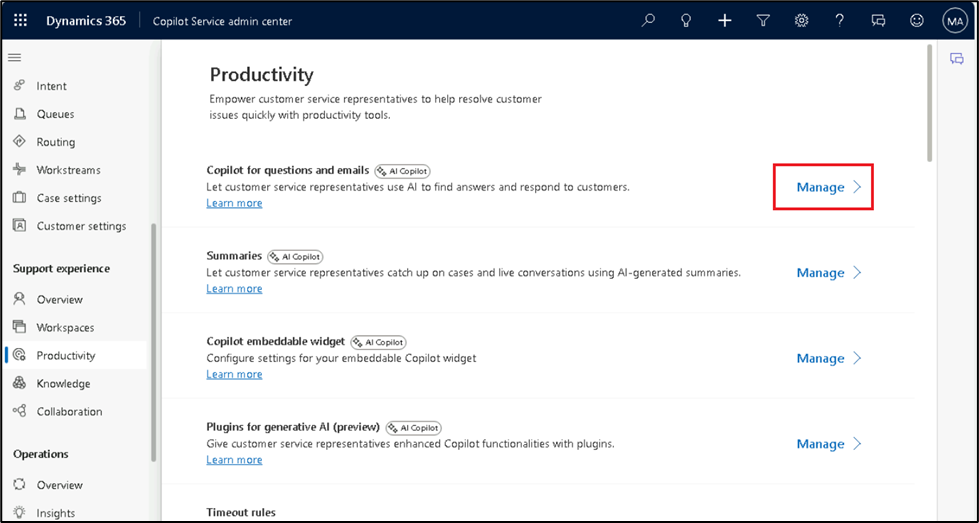 Dynamics 365 Copilot Service admin center MA
Intent
Queues
Routing
Workstreams
Case settings
Customer settings
Support experience
Overview
Workspaces
Productivity
Knowledge
Collaboration
Operations
Overview
Insights
Productivity
Empower customer service representatives to help resolve customer
issues quickly with productivity tools.
Copilot for questions and emails AI Copilot
Let customer service representatives use AI to find answers and respond to customers.
Learn more
Manage
Summaries AI Copilot
Let customer service representatives catch up on cases and live conversations using AI-generated summaries.
Learn more
Manage
Copilot embeddable widget AI Copilot
Configure settings for your embeddable Copilot widget
Learn more
Manage
Plugins for generative AI (preview) AI Copilot
Give customer service representatives enhanced Copilot functionalities with plugins.
Learn more
Manage
Timeout rules